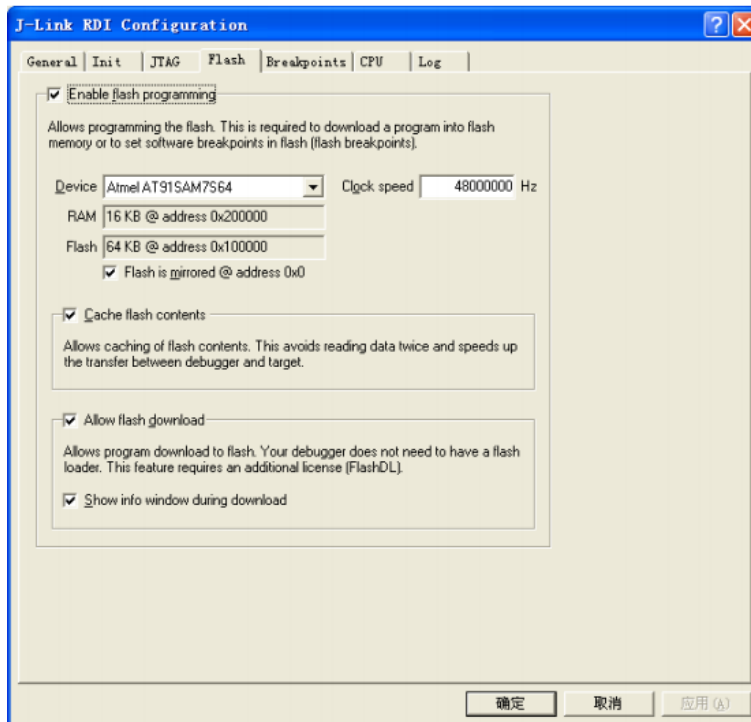 J-Link RDI Configuration
General Init JTAG Flash Breakpoints CPU Log
Enable flash programming
Allows programming the flash. This is required to download a program into flash
memory or to set software breakpoints in flash (flash breakpoints).
Device Atmel AT91SAM7S64 Clock speed 48000000 Hz
RAM 16 KB @ address 0x200000
Flash 64 KB @ address 0x100000
Flash is mirrored @ address 0x0
Cache flash contents
Allows caching of flash contents. This avoids reading data twice and speeds up
the transfer between debugger and target.
Allow flash download
Allows program download to flash. Your debugger does not need to have a flash
loader. This feature requires an additional license (FlashDL).
Show info window during download
确定 取消 应用(A)